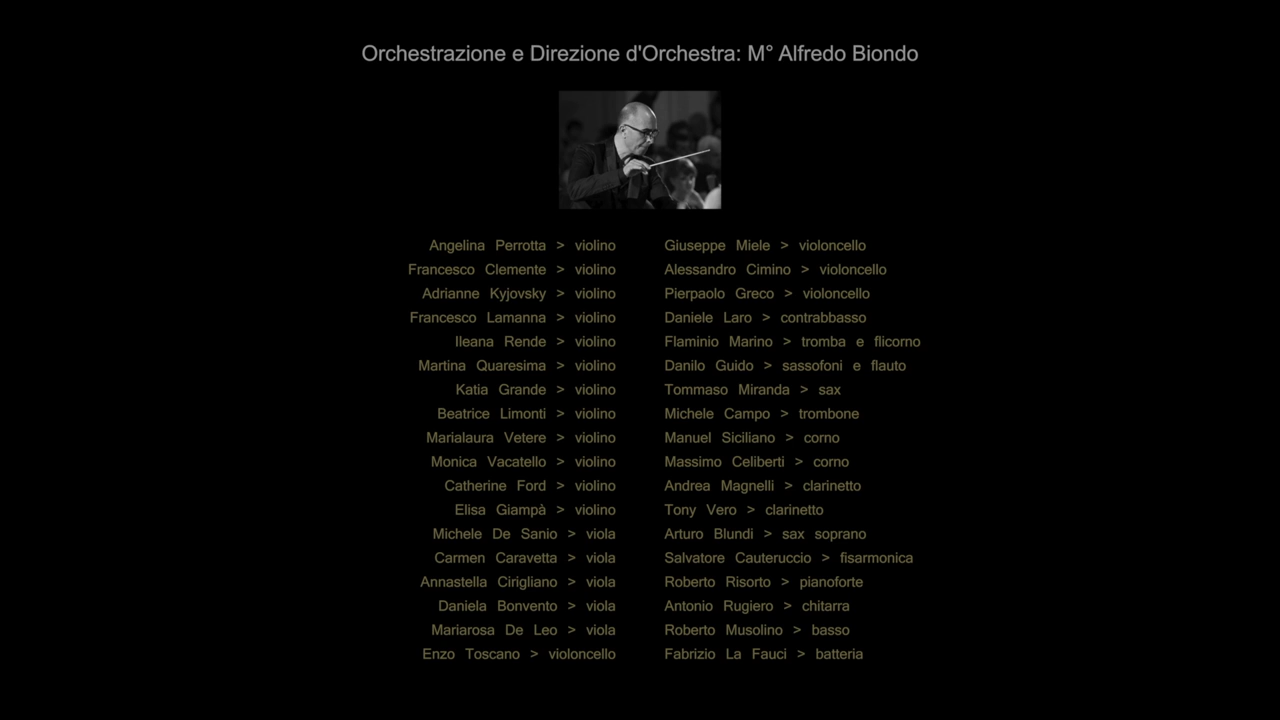 Orchestrazione e Direzione d'Orchestra: M° Alfredo Biondo
Angelina Perrotta > violino
Francesco Clemente > violino
Adrianne Kyjovsky > violino
Francesco Lamanna > violino
Ileana Rende > violino
Martina Quaresima > violino
Katia Grande > violino
Beatrice Limonti > violino
Marialaura Vetere > violino
Monica Vacatello > violino
Catherine Ford > violino
Elisa Giampà > violino
Michele De Sanio > viola
Carmen Caravetta > viola
Annastella Cirigliano > viola
Daniela Bonvento > viola
Mariarosa De Leo > viola
Enzo Toscano > violoncello
Giuseppe Miele > violoncello
Alessandro Cimino > violoncello
Pierpaolo Greco > violoncello
Daniele Laro > contrabbasso
Flaminio Marino > tromba e flicorno
Danilo Guido > sassofoni e flauto
Tommaso Miranda > sax
Michele Campo > trombone
Manuel Siciliano > corno
Massimo Celiberti > corno
Andrea Magnelli > clarinetto
Tony Vero > clarinetto
Arturo Blundi > sax soprano
Salvatore Cauteruccio > fisarmonica
Roberto Risorto > pianoforte
Antonio Rugiero > chitarra
Roberto Musolino > basso
Fabrizio La Fauci > batteria